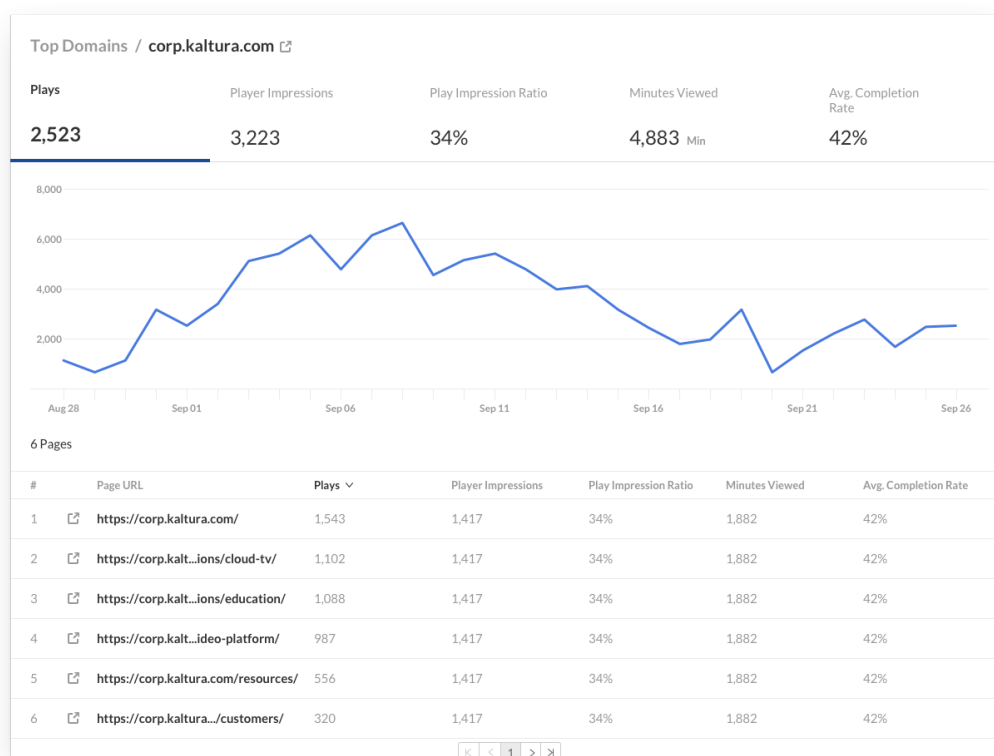 Top Domains / corp.kaltura.com
Plays Player Impressions Play Impression Ratio Minutes Viewed Avg. Completion Rate
2,523 3,223 34% 4,883 Min 42%
8,000
6,000
4,000
2,000
Aug 28 Sep 01 Sep 06 Sep 11 Sep 16 Sep 21 Sep 26
6 Pages
# Page URL Plays Player Impressions Play Impression Ratio Minutes Viewed Avg. Completion Rate
1 https://corp.kaltura.com/ 1,543 1,417 34% 1,882 42%
2 https://corp.kalt...ions/cloud-tv/ 1,102 1,417 34% 1,882 42%
3 https://corp.kalt...ions/education/ 1,088 1,417 34% 1,882 42%
4 https://corp.kalt...ideo-platform/ 987 1,417 34% 1,882 42%
5 https://corp.kaltura.com/resources/ 556 1,417 34% 1,882 42%
6 https://corp.kaltura.../customers/ 320 1,417 34% 1,882 42%
1